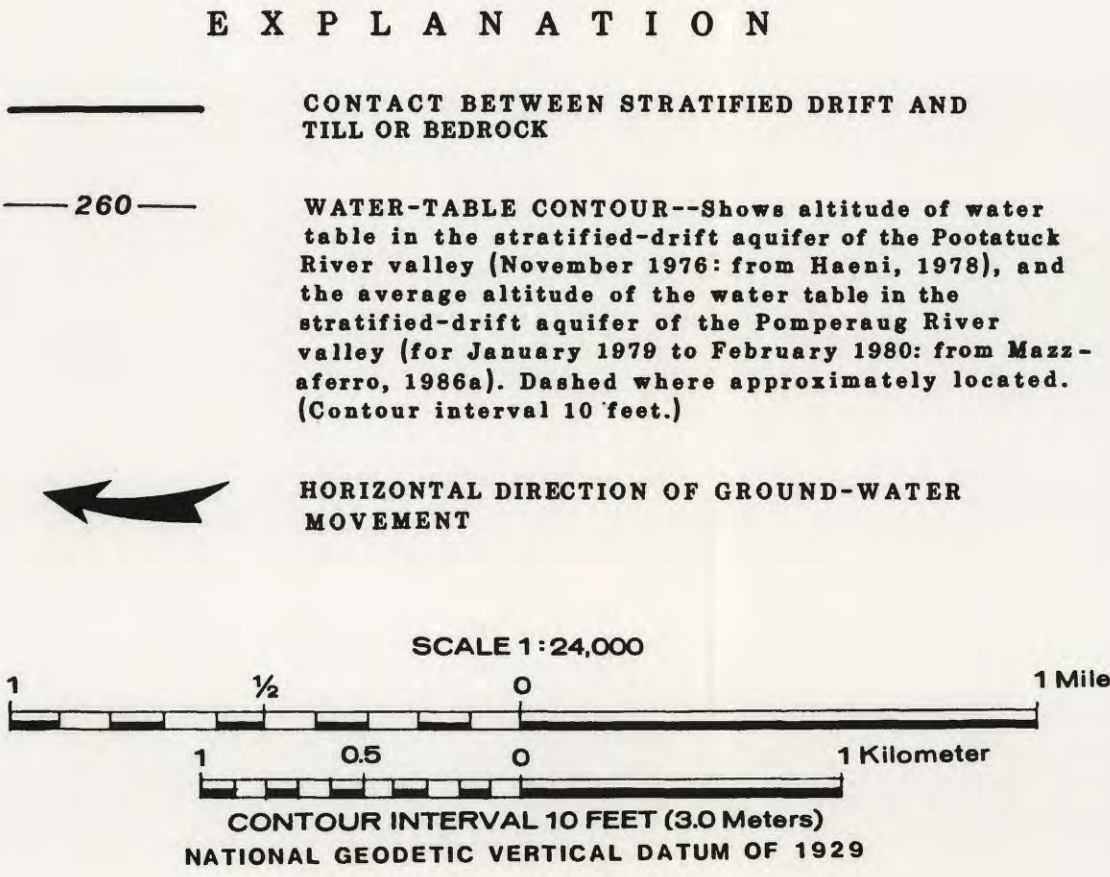 E X P L A N A T I O N
CONTACT BETWEEN STRATIFIED DRIFT AND
TILL OR BEDROCK
260
WATER-TABLE CONTOUR--Shows altitude of water
table in the stratified-drift aquifer of the Pootatuck
River valley (November 1976: from Haeni, 1978), and
the average altitude of the water table in the
stratified-drift aquifer of the Pomperaug River
valley (for January 1979 to February 1980: from Mazz-
aferro, 1986a). Dashed where approximately located.
(Contour interval 10 feet.)
HORIZONTAL DIRECTION OF GROUND-WATER
MOVEMENT
SCALE 1:24,000
1 ½ 0 1 Mile
1 0.5 0 1 Kilometer
CONTOUR INTERVAL 10 FEET (3.0 Meters)
NATIONAL GEODETIC VERTICAL DATUM OF 1929